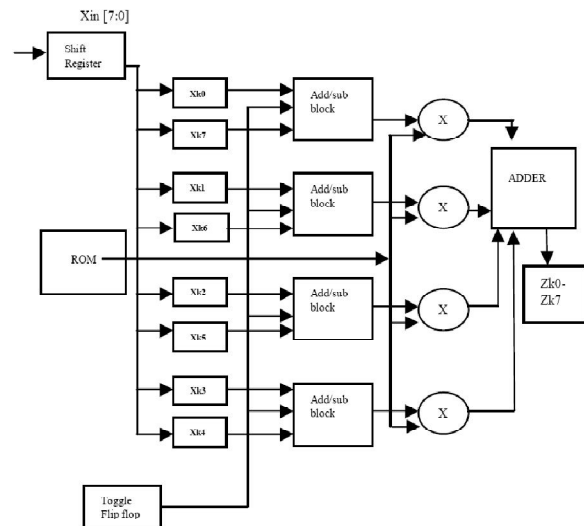 Xin [7:0]
Shift
Register
Xk0
Xk7
Add/sub
block
X
Xk1
Xk6
Add/sub
block
X
ADDER
ROM
Xk2
Xk5
Add/sub
block
X
Zk0-
Zk7
Xk3
Xk4
Add/sub
block
X
Toggle
Flip flop